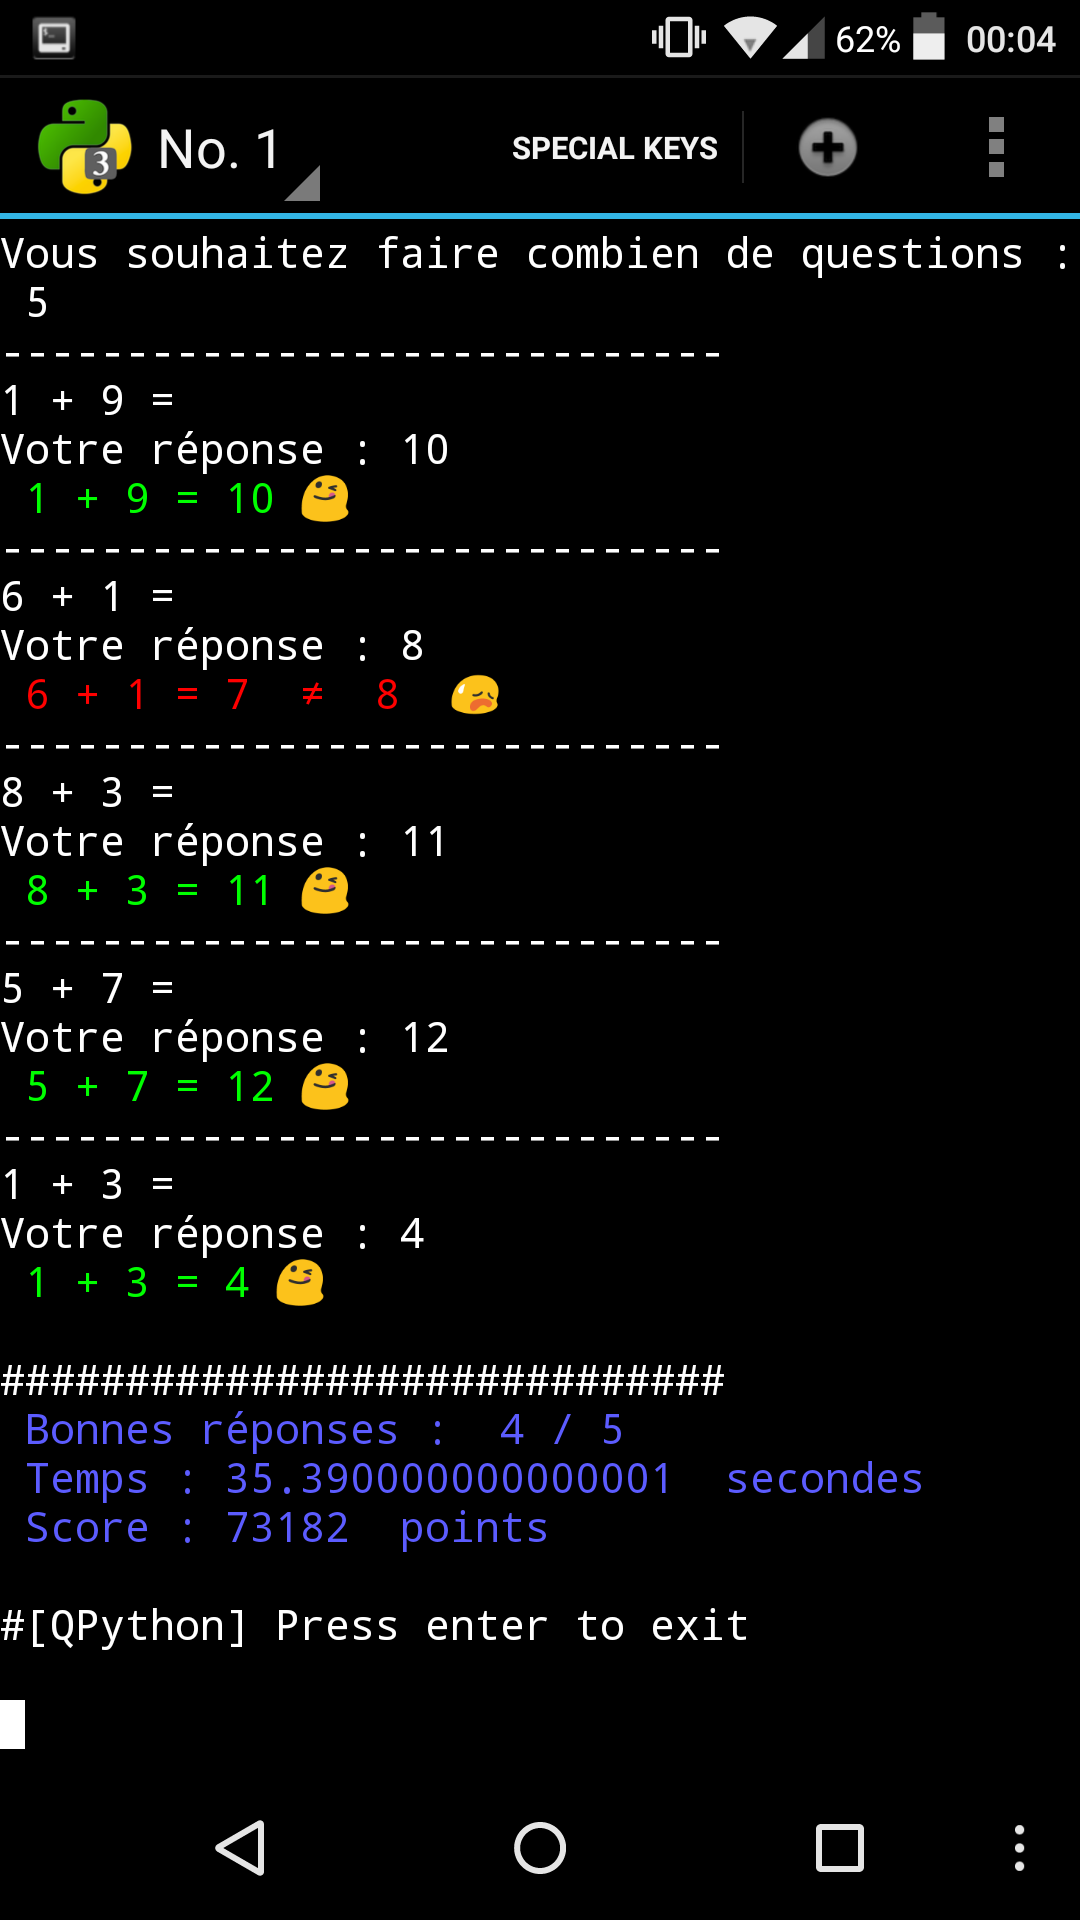 62% 00:04
3 No. 1 SPECIAL KEYS
Vous souhaitez faire combien de questions :
5
-----------------------------
1 + 9 =
Votre réponse : 10
1 + 9 = 10 😋
-----------------------------
6 + 1 =
Votre réponse : 8
6 + 1 = 7 ≠ 8 😥
-----------------------------
8 + 3 =
Votre réponse : 11
8 + 3 = 11 😋
-----------------------------
5 + 7 =
Votre réponse : 12
5 + 7 = 12 😋
-----------------------------
1 + 3 =
Votre réponse : 4
1 + 3 = 4 😋
#############################
Bonnes réponses : 4 / 5
Temps : 35.390000000000001 secondes
Score : 73182 points
#[QPython] Press enter to exit